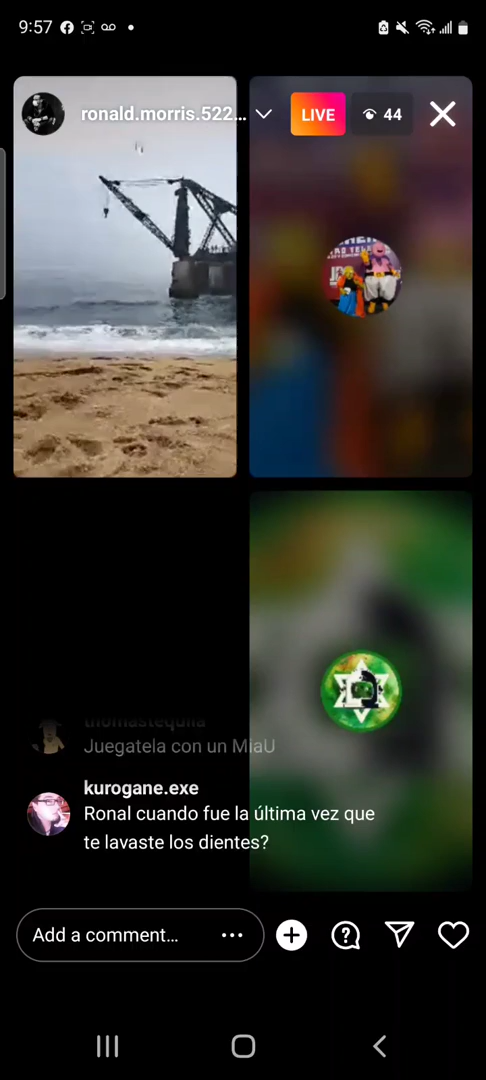 9:57
ronald.morris.522...
LIVE
44
thomastequila
Juegatela con un MiaU
kurogane.exe
Ronal cuando fue la última vez que
te lavaste los dientes?
Add a comment...